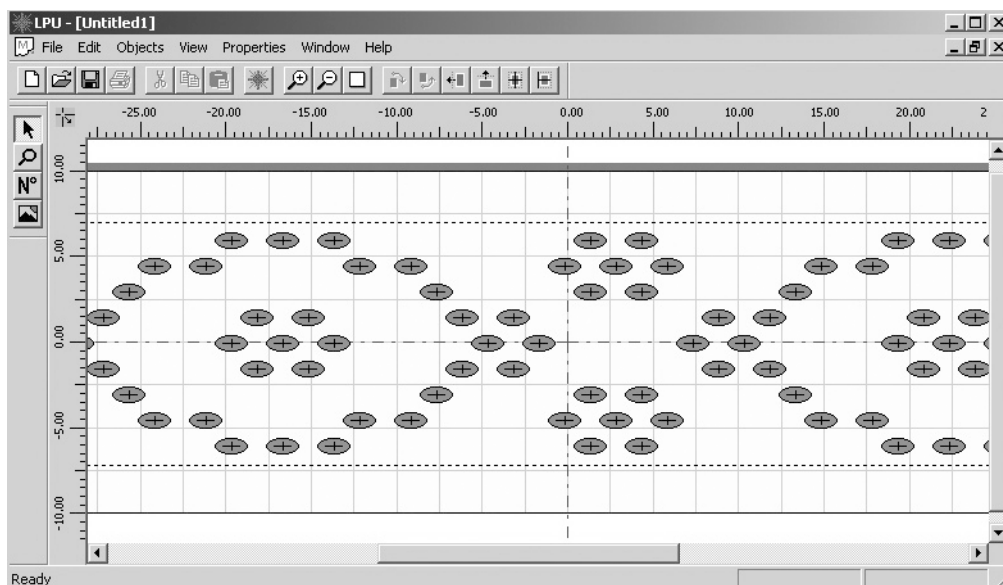 LPU - [Untitled1]
M File Edit Objects View Properties Window Help
-25.00 -20.00 -15.00 -10.00 -5.00 0.00 5.00 10.00 15.00 20.00 2
10.00
5.00
N°
0.00
-5.00
-10.00
Ready